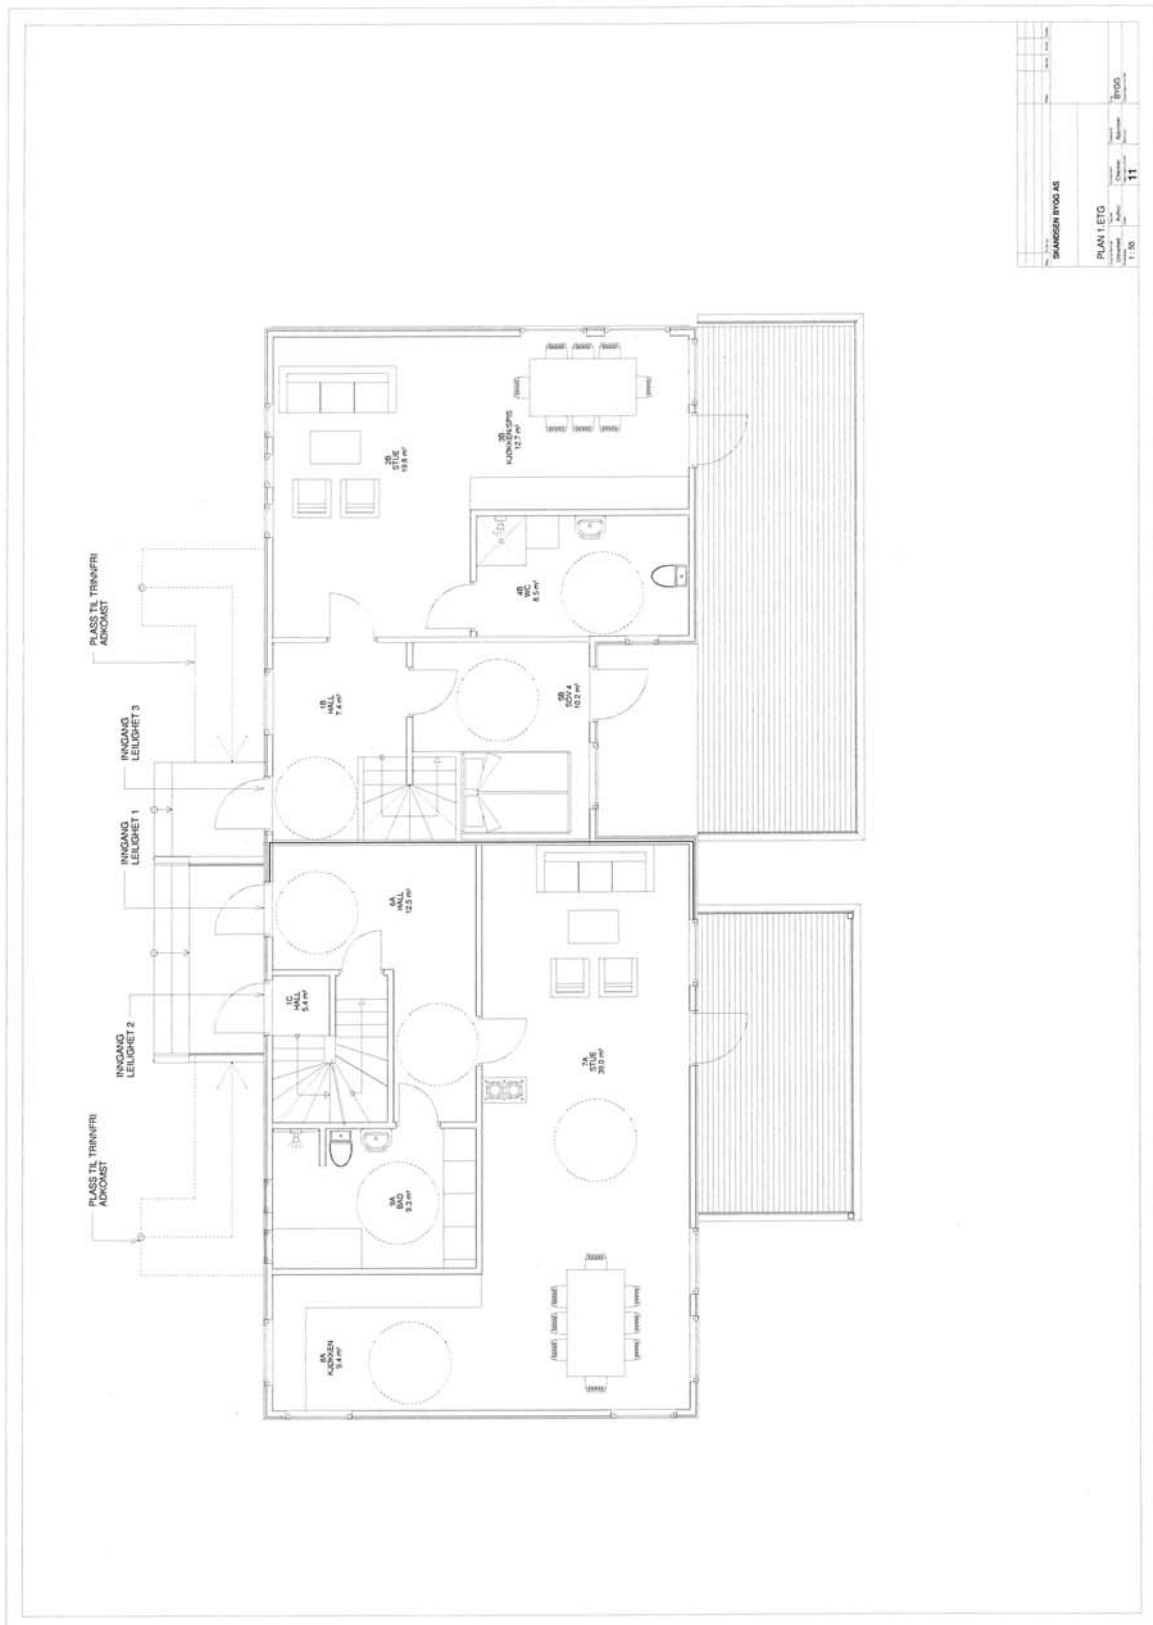 PLASS TIL TRINNFRI
ADKOMST
INNGANG
LEILIGHET 2
INNGANG
LEILIGHET 1
INNGANG
LEILIGHET 3
PLASS TIL TRINNFRI
ADKOMST
8A
KJØKKEN
9.4 m²
9A
BAD
9.3 m²
1C
HALL
5.4 m²
6A
HALL
12.5 m²
7A
STUE
39.0 m²
1B
HALL
7.4 m²
5B
SOV 4
10.2 m²
4B
WC
8.5 m²
2B
STUE
19.8 m²
3B
KJØKKEN/SPIS
12.7 m²
SKANDSEN BYGG AS
PLAN 1.ETG
Author
Checker
BYGG
1 : 50
11